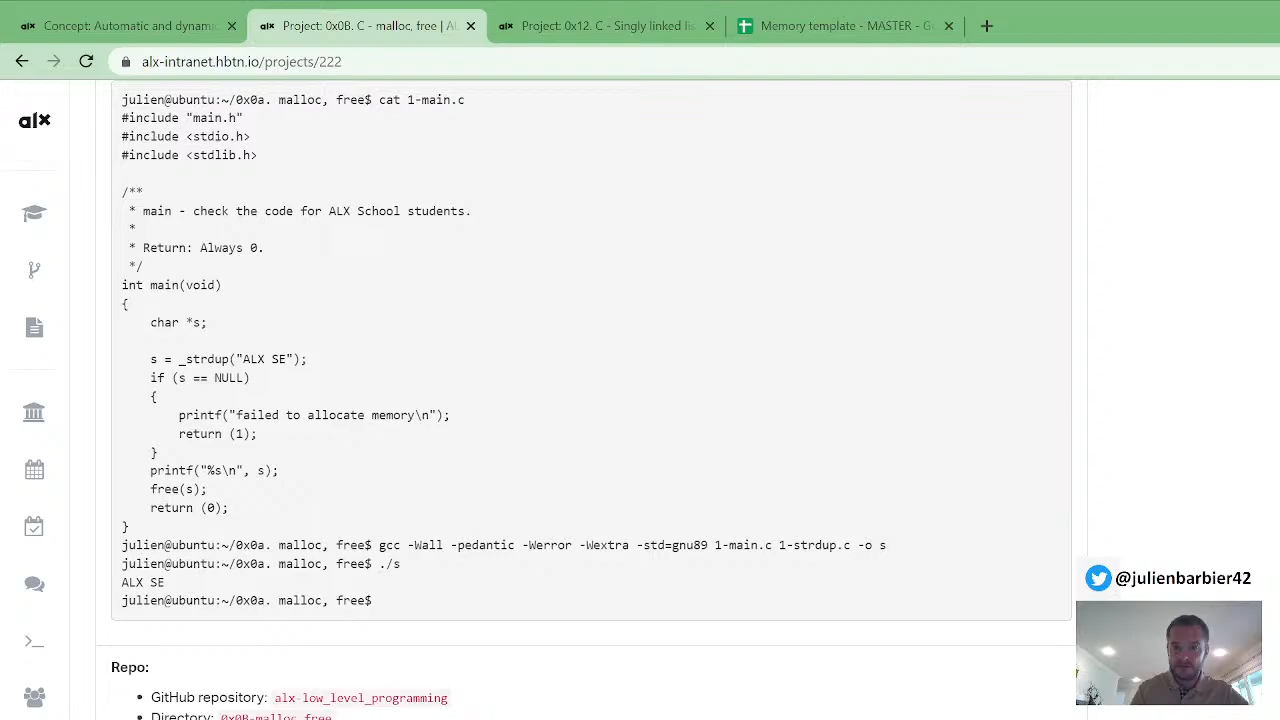 Concept: Automatic and dynami
Project: 0x0B. C - malloc, free | AL
Project: 0x12. C - Singly linked lis
Memory template - MASTER - Go
alx-intranet.hbtn.io/projects/222
alx
julien@ubuntu:~/0x0a. malloc, free$ cat 1-main.c
#include "main.h"
#include <stdio.h>
#include <stdlib.h>
/**
* main - check the code for ALX School students.
*
* Return: Always 0.
*/
int main(void)
{
char *s;
s = _strdup("ALX SE");
if (s == NULL)
{
printf("failed to allocate memory\n");
return (1);
}
printf("%s\n", s);
free(s);
return (0);
}
julien@ubuntu:~/0x0a. malloc, free$ gcc -Wall -pedantic -Werror -Wextra -std=gnu89 1-main.c 1-strdup.c -o s
julien@ubuntu:~/0x0a. malloc, free$ ./s
ALX SE
julien@ubuntu:~/0x0a. malloc, free$
@julienbarbier42
Repo:
• GitHub repository: alx-low_level_programming
• Directory: 0x0B-malloc_free